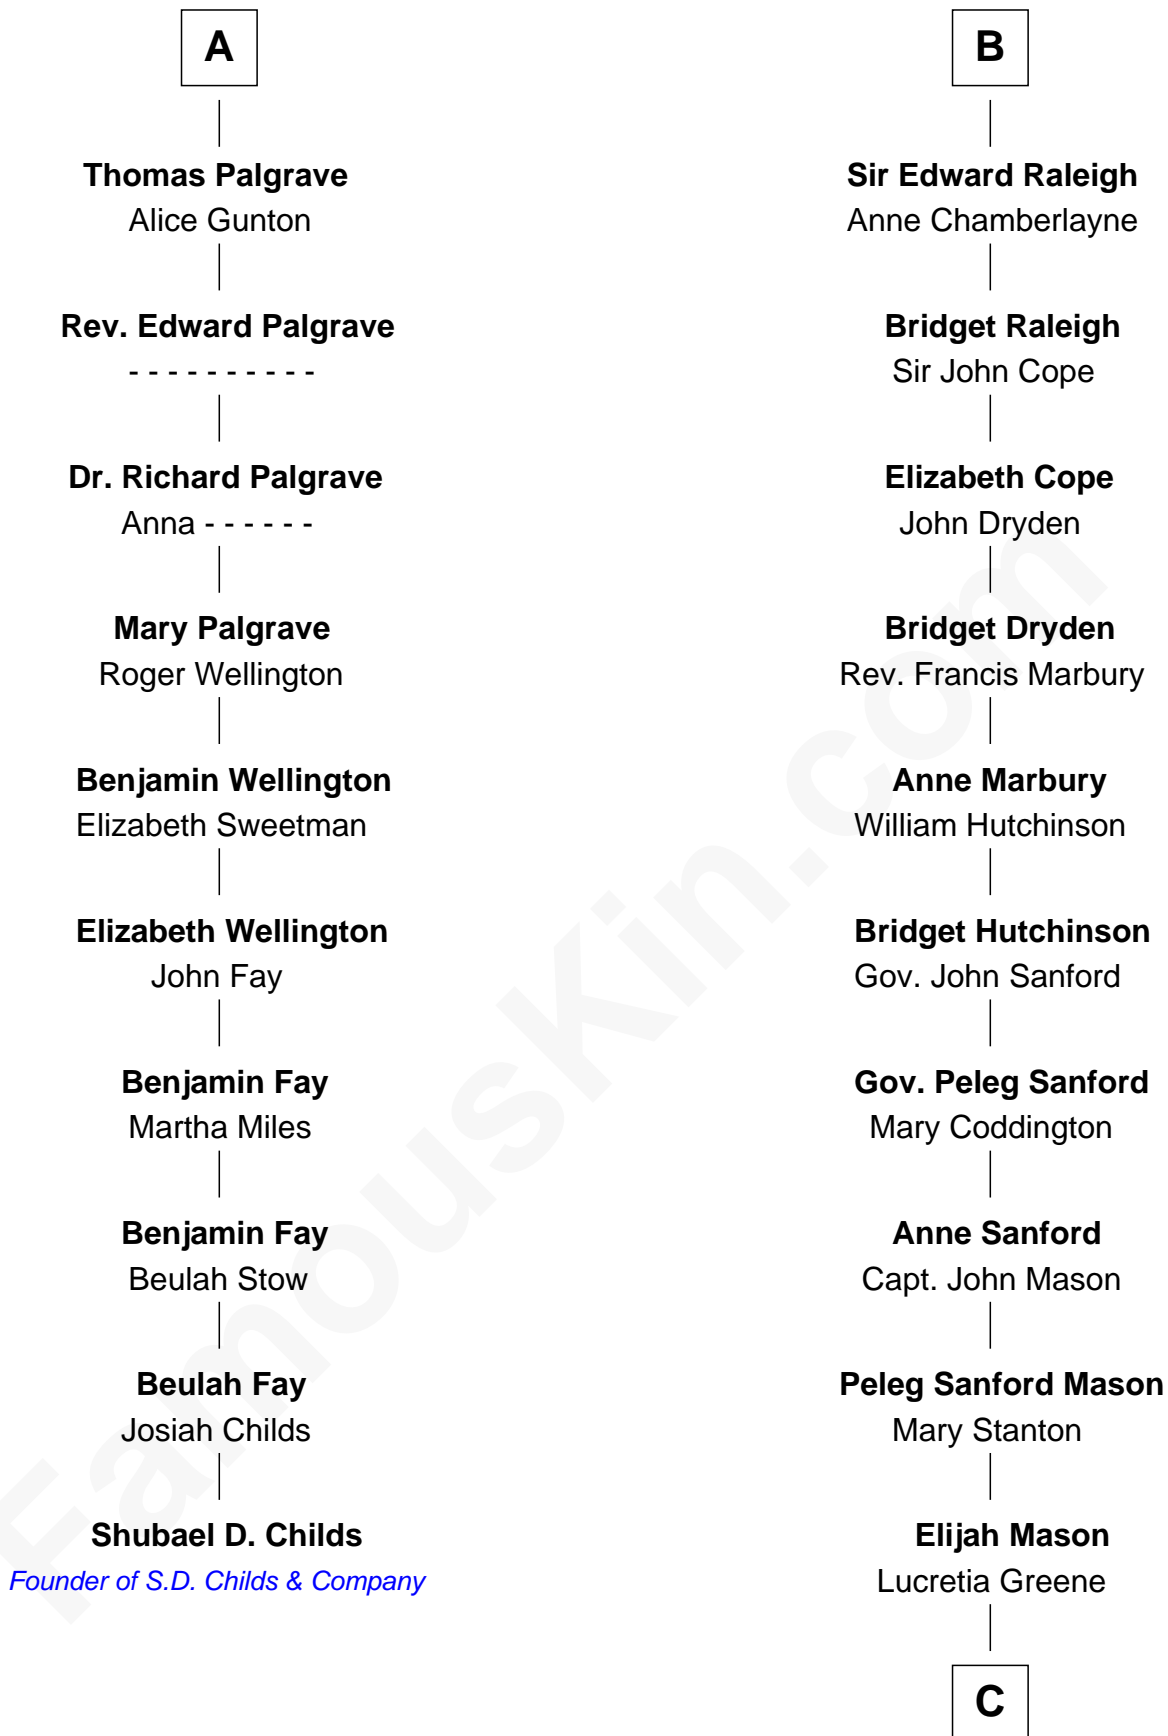 A
Thomas Palgrave
Alice Gunton
Rev. Edward Palgrave
- - - - - - - - - -
Dr. Richard Palgrave
Anna - - - - - -
Mary Palgrave
Roger Wellington
Benjamin Wellington
Elizabeth Sweetman
Elizabeth Wellington
John Fay
Benjamin Fay
Martha Miles
Benjamin Fay
Beulah Stow
Beulah Fay
Josiah Childs
Shubael D. Childs
Founder of S.D. Childs & Company
B
Sir Edward Raleigh
Anne Chamberlayne
Bridget Raleigh
Sir John Cope
Elizabeth Cope
John Dryden
Bridget Dryden
Rev. Francis Marbury
Anne Marbury
William Hutchinson
Bridget Hutchinson
Gov. John Sanford
Gov. Peleg Sanford
Mary Coddington
Anne Sanford
Capt. John Mason
Peleg Sanford Mason
Mary Stanton
Elijah Mason
Lucretia Greene
C
FamousKin.com